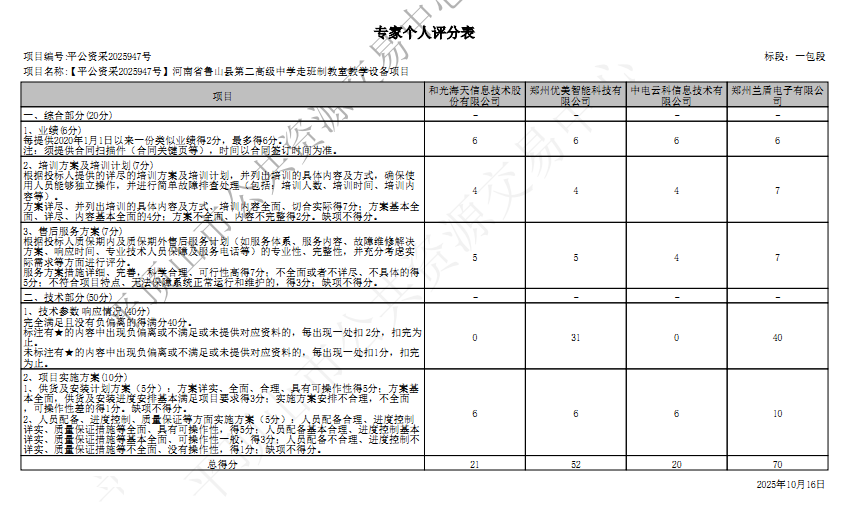 专家个人评分表
项目编号:平公资采2025947号
标段：一包段
项目名称:【平公资采2025947号】河南省鲁山县第二高级中学走班制教室教学设备项目
项目 和光海天信息技术股份有限公司 郑州优美智能科技有限公司 中电云科信息技术有限公司 郑州兰盾电子有限公司
一、综合部分(20分) - - - -
1、业绩(6分)
每提供2020年1月1日以来一份类似业绩得2分，最多得6分。
注：须提供合同扫描件（合同关键页等），时间以合同签订时间为准。
6 6 6 6
2、培训方案及培训计划(7分)
根据投标人提供的详尽的培训方案及培训计划，并列出培训的具体内容及方式，确保使
用人员能够独立操作，并进行简单故障排查处理（包括：培训人数、培训时间、培训内
容等）。
方案详尽、并列出培训的具体内容及方式、培训内容全面、切合实际得7分；方案基本全
面、详尽、内容基本全面的4分；方案不全面、内容不完整得2分。缺项不得分。
4 4 4 7
3、售后服务方案(7分)
根据投标人质保期内及质保期外售后服务计划（如服务体系、服务内容、故障维修解决
方案、响应时间、专业技术人员保障及服务电话等）的专业性、完整性，并充分考虑实
际需求等方面进行评分。
服务方案措施详细、完善，科学合理、可行性高得7分；不全面或者不详尽、不具体的得
5分；不符合项目特点、无法保障系统正常运行和维护的，得3分；缺项不得分。
5 5 4 7
二、技术部分(50分) - - - -
1、技术参数 响应情况(40分)
完全满足且没有负偏离的得满分40分。
标注有★的内容中出现负偏离或不满足或未提供对应资料的，每出现一处扣 2分，扣完为
止。
未标注有★的内容中出现负偏离或不满足或未提供对应资料的，每出现一处扣1分，扣完
为止。
0 31 0 40
2、项目实施方案(10分)
1、供货及安装计划方案（5分）；方案详实、全面、合理、具有可操作性得5分；方案基
本全面，供货及安装进度安排基本满足项目要求得3分；实施方案安排不合理，不全面
，可操作性差的得1分。缺项不得分。
2、人员配备、进度控制、质量保证等方面实施方案（5分）；人员配备合理、进度控制
详实、质量保证措施等全面、具有可操作性，得5分；人员配备基本合理、进度控制基本
详实、质量保证措施等基本全面、可操作性一般，得3分；人员配备不合理、进度控制不
详实、质量保证措施等不全面、没有操作性，得1分；缺项不得分。
6 6 6 10
总得分 21 52 20 70
2025年10月16日
平顶山市公共资源交易中心